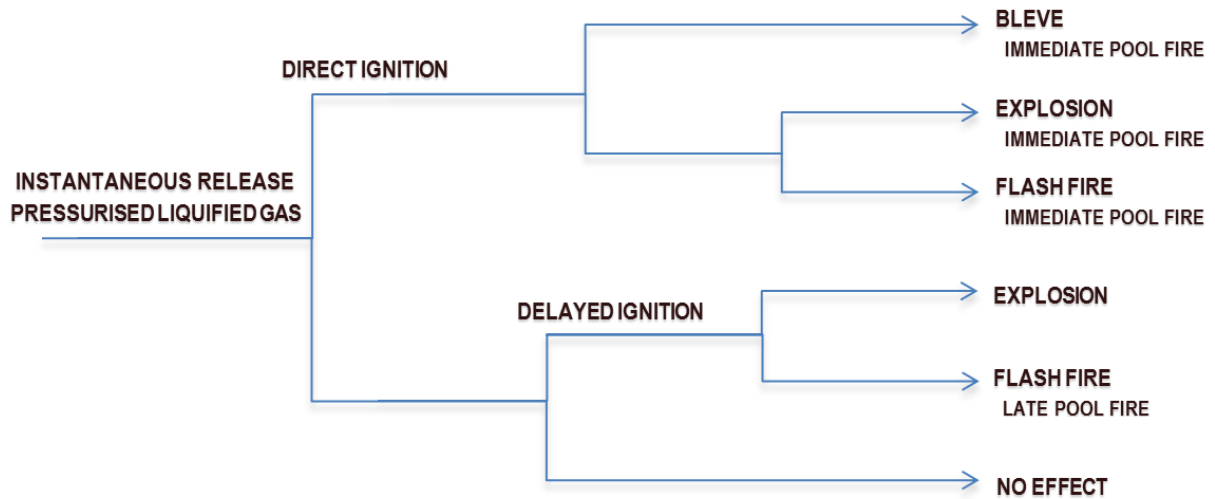 BLEVE
IMMEDIATE POOL FIRE
DIRECT IGNITION
EXPLOSION
IMMEDIATE POOL FIRE
INSTANTANEOUS RELEASE
PRESSURISED LIQUIFIED GAS
FLASH FIRE
IMMEDIATE POOL FIRE
EXPLOSION
DELAYED IGNITION
FLASH FIRE
LATE POOL FIRE
NO EFFECT